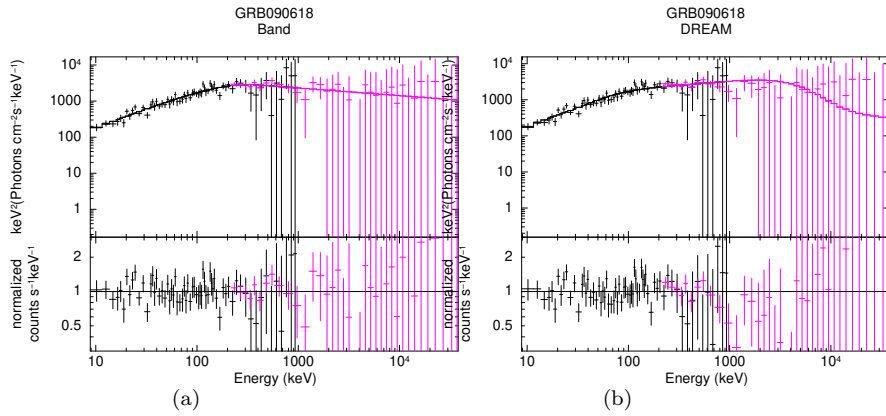 GRB090618
Band
keV²(Photons cm⁻²s⁻¹keV⁻¹)
10⁴
1000
100
10
1
normalized
counts s⁻¹keV⁻¹
2
1
0.5
10 100 1000 10⁴
Energy (keV)
(a)
GRB090618
DREAM
keV²(Photons cm⁻²s⁻¹keV⁻¹)
10⁴
1000
100
10
1
normalized
counts s⁻¹keV⁻¹
2
1
0.5
10 100 1000 10⁴
Energy (keV)
(b)